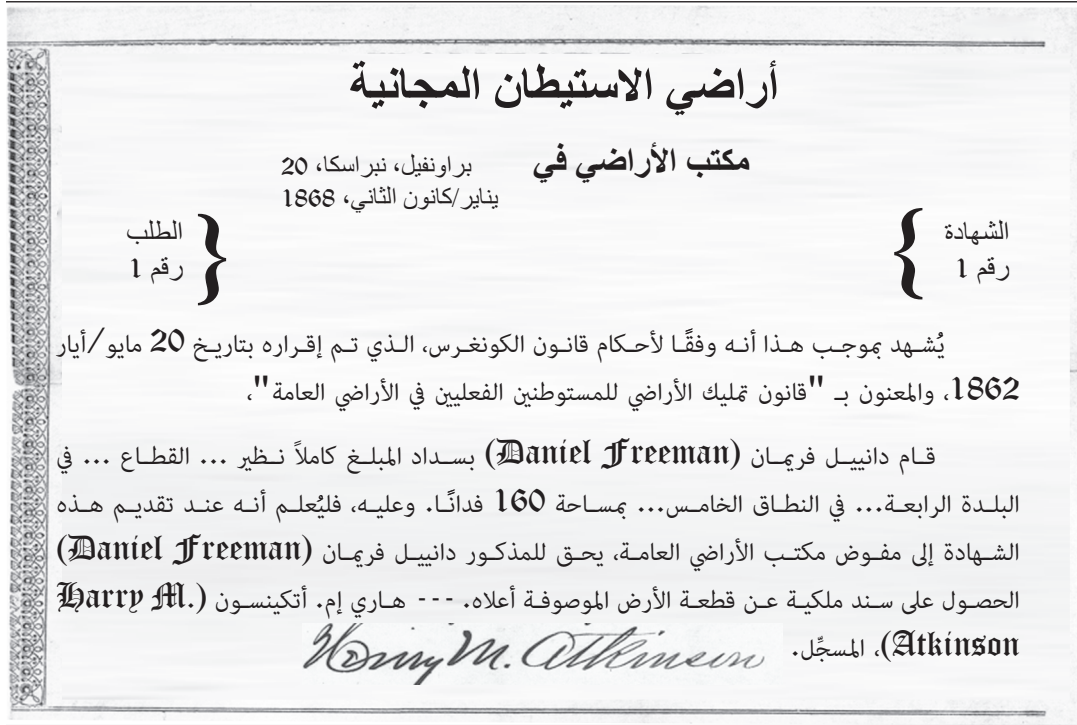 أراضي الاستيطان المجانية
مكتب الأراضي في براونفيل، نبراسكا، 20
يناير/كانون الثاني، 1868
الشهادة
رقم 1
الطلب
رقم 1
يُشهد بموجب هذا أنه وفقًا لأحكام قانون الكونغرس، الذي تم إقراره بتاريخ 20 مايو/أيار
1862، والمعنون بـ "قانون تمليك الأراضي للمستوطنين الفعليين في الأراضي العامة"،
قام دانييل فريمان (Daniel Freeman) بسداد المبلغ كاملاً نظير ... القطاع ... في
البلدة الرابعة... في النطاق الخامس... بمساحة 160 فدانًا. وعليه، فليُعلم أنه عند تقديم هذه
الشهادة إلى مفوض مكتب الأراضي العامة، يحق للمذكور دانييل فريمان (Daniel Freeman)
الحصول على سند ملكية عن قطعة الأرض الموصوفة أعلاه. --- هاري إم. أتكينسون (Harry M.
Atkinson)، المسجِّل.
Henry M. Atkinson